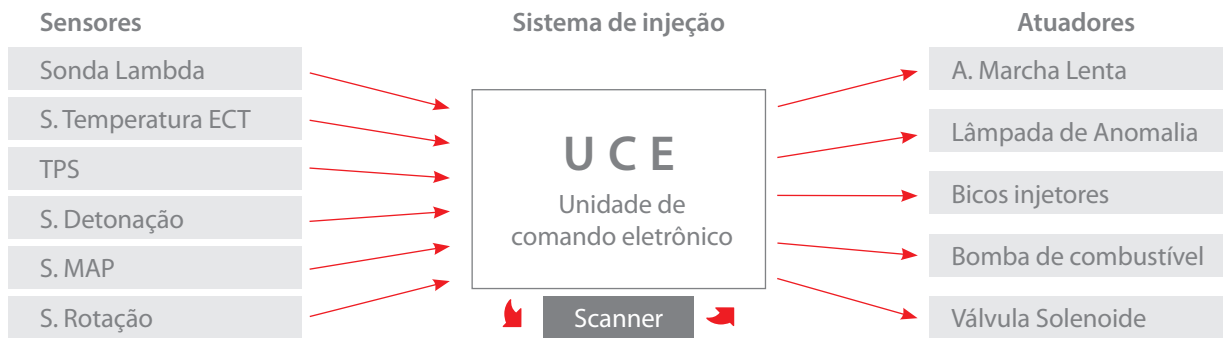 Sensores
Sonda Lambda
S. Temperatura ECT
TPS
S. Detonação
S. MAP
S. Rotação
Sistema de injeção
U C E
Unidade de
comando eletrônico
Scanner
Atuadores
A. Marcha Lenta
Lâmpada de Anomalia
Bicos injetores
Bomba de combustível
Válvula Solenoide